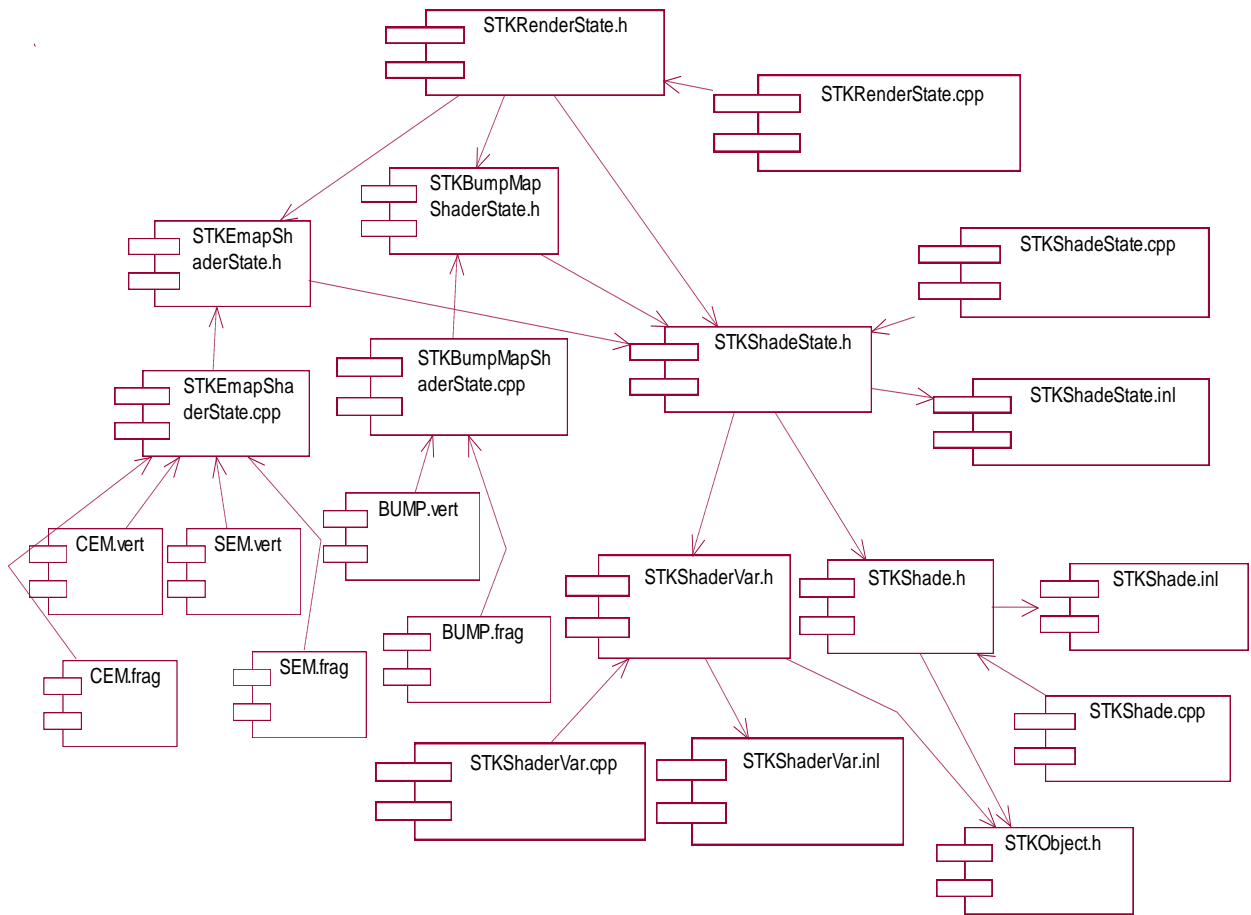 STKRenderState.h
STKRenderState.cpp
STKBumpMap
ShaderState.h
STKEmapSh
aderState.h
STKShadeState.cpp
STKShadeState.h
STKBumpMapSh
aderState.cpp
STKEmapSha
derState.cpp
STKShadeState.inl
BUMP.vert
CEM.vert
SEM.vert
STKShaderVar.h
STKShade.h
STKShade.inl
BUMP.frag
CEM.frag
SEM.frag
STKShade.cpp
STKShaderVar.cpp
STKShaderVar.inl
STKObject.h